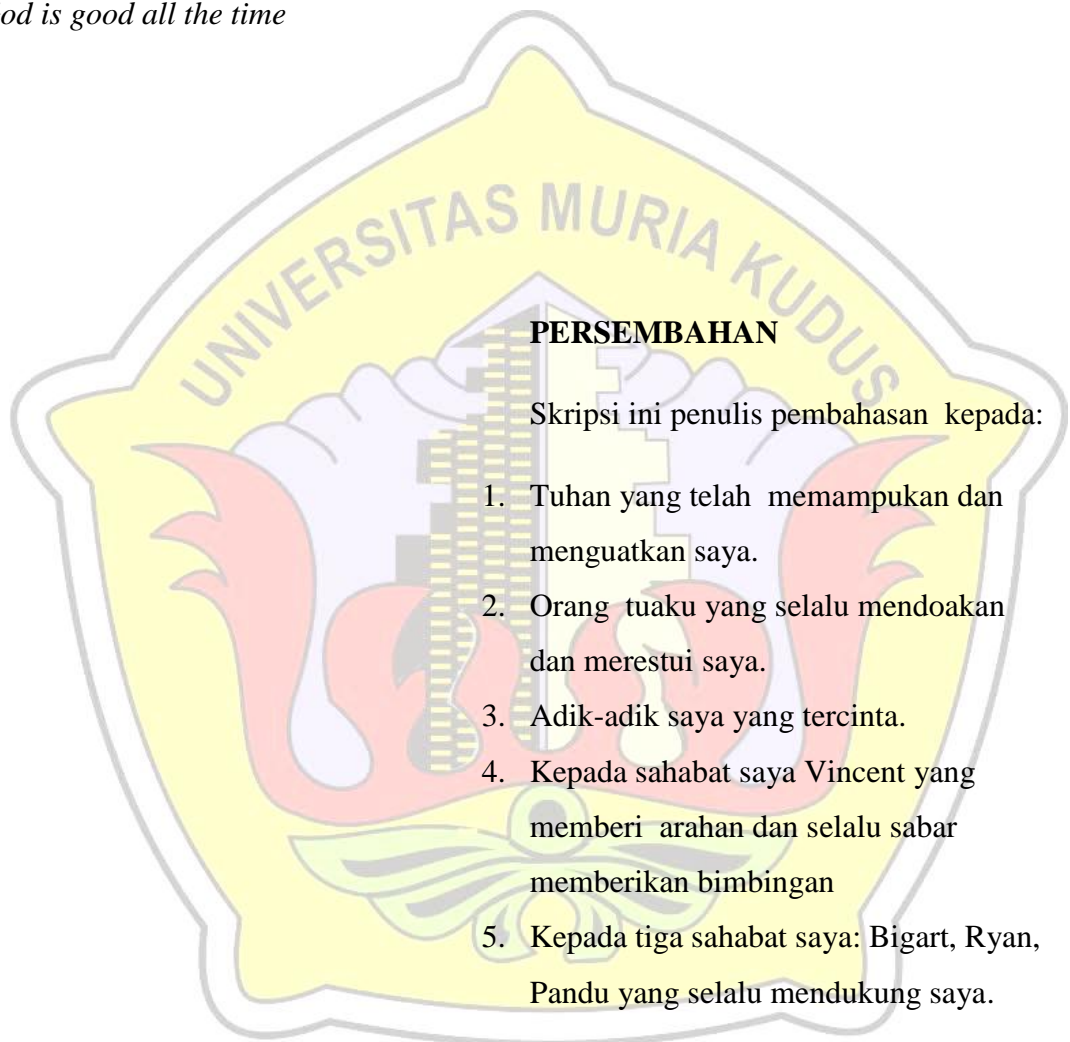 od is good all the time
UNIVERSITAS MURIA KUDUS
PERSEMBAHAN
Skripsi ini penulis pembahasan kepada:
1. Tuhan yang telah memampukan dan
menguatkan saya.
2. Orang tuaku yang selalu mendoakan
dan merestui saya.
3. Adik-adik saya yang tercinta.
4. Kepada sahabat saya Vincent yang
memberi arahan dan selalu sabar
memberikan bimbingan
5. Kepada tiga sahabat saya: Bigart, Ryan,
Pandu yang selalu mendukung saya.